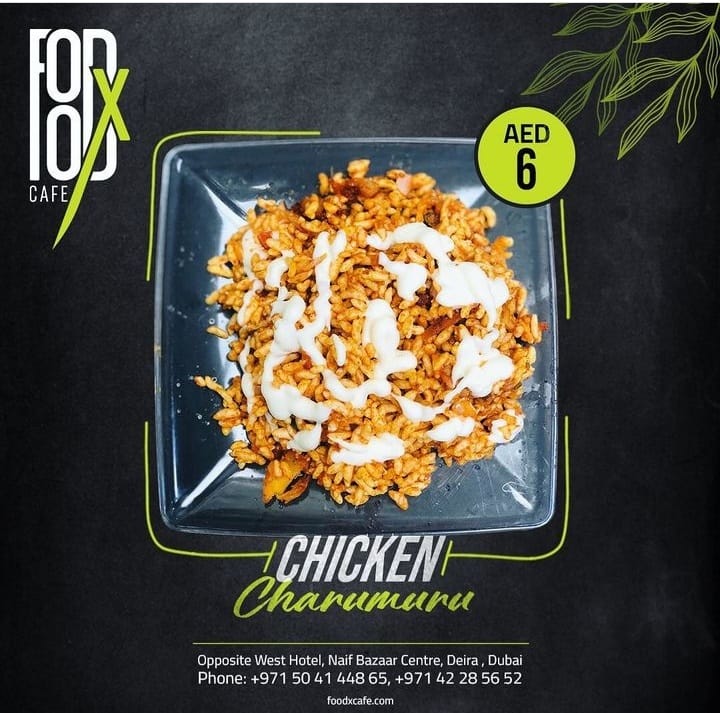 FOOD X
CAFE
AED
6
CHICKEN
Charumuru
Opposite West Hotel, Naif Bazaar Centre, Deira , Dubai
Phone: +971 50 41 448 65, +971 42 28 56 52
foodxcafe.com